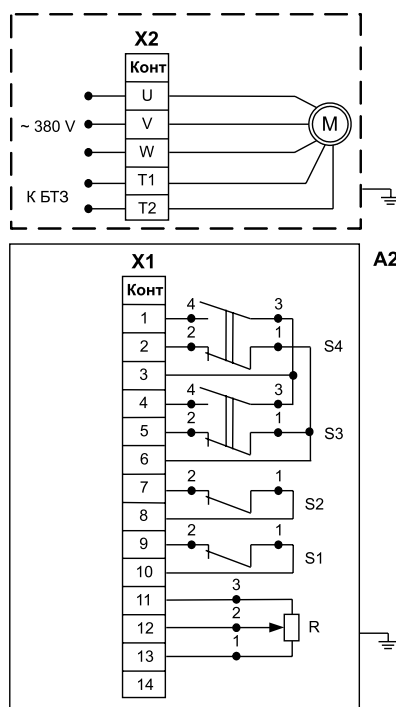 X2
Конт
U
V
W
T1
T2
~ 380 V
К БТЗ
M
A2
X1
Конт
1 4 3
2 2 1 S4
3
4 4 3
5 2 1 S3
6
7 2 1 S2
8
9 2 1 S1
10
11 3
12 2 R
13 1
14